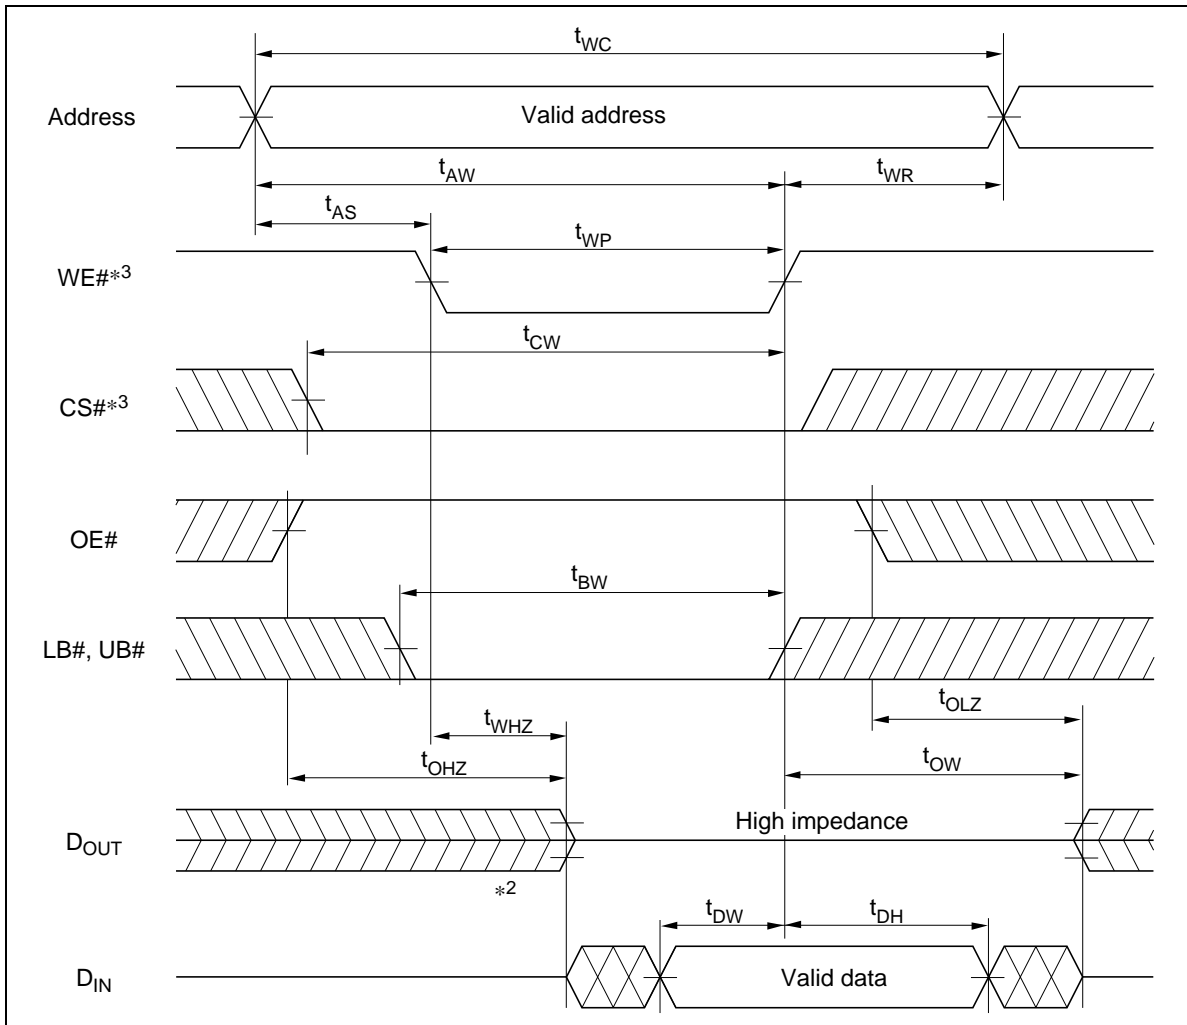 tWC
Address
Valid address
tAW
tWR
tAS
tWP
WE#*3
tCW
CS#*3
OE#
tBW
LB#, UB#
tOLZ
tWHZ
tOHZ
tOW
High impedance
DOUT
*2
tDW
tDH
DIN
Valid data